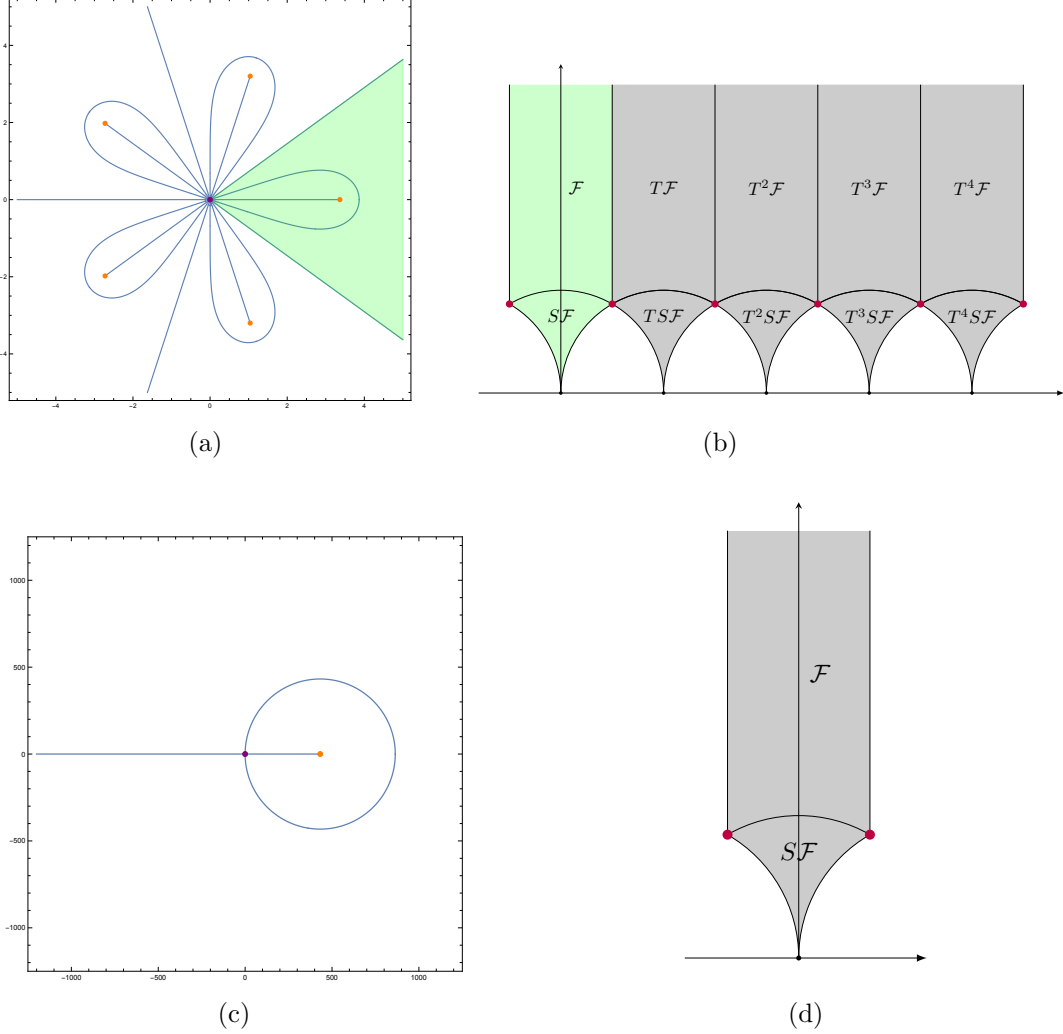 4
2
0
−2
−4
−4 −2 0 2 4
(a)
ℱ Tℱ T²ℱ T³ℱ T⁴ℱ
Sℱ TSℱ T²Sℱ T³Sℱ T⁴Sℱ
(b)
1000
500
0
−500
−1000
−1000 −500 0 500 1000
(c)
ℱ
Sℱ
(d)